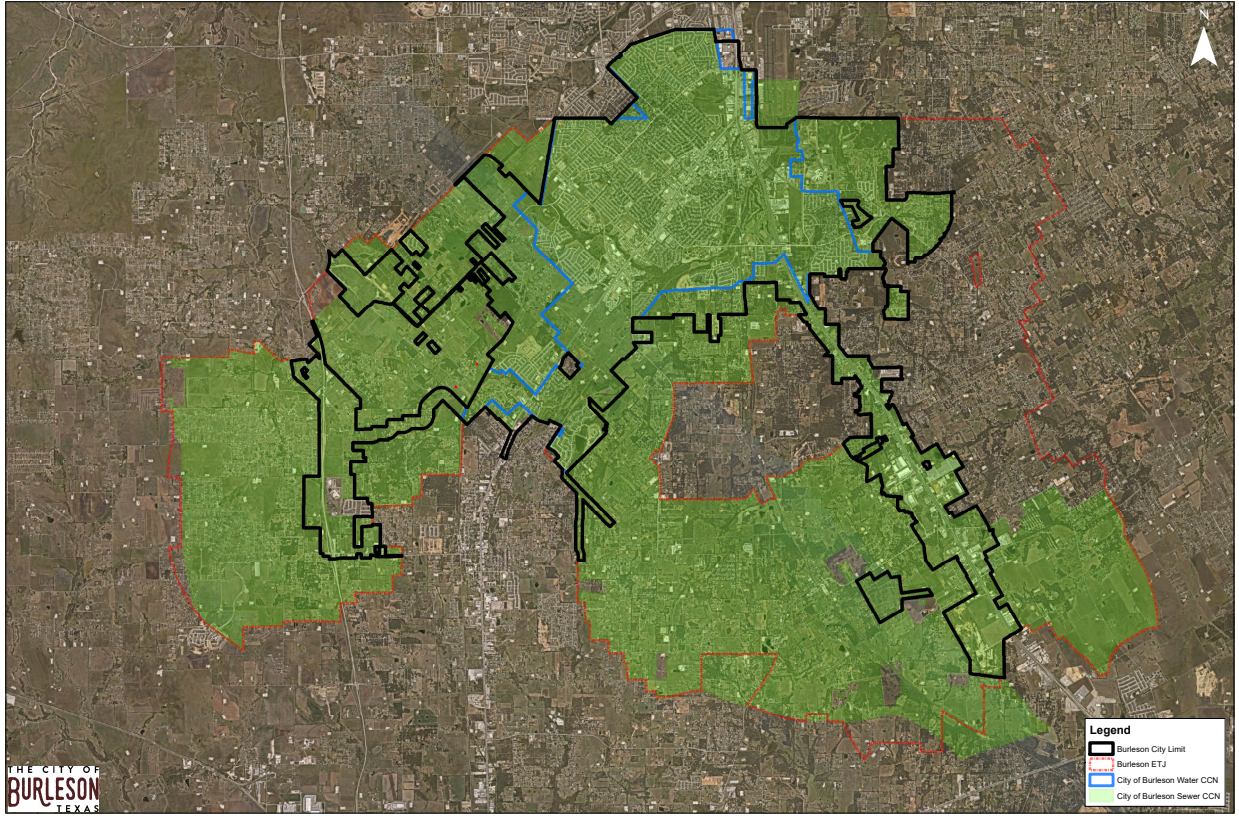 N
Legend
Burleson City Limit
Burleson ETJ
City of Burleson Water CCN
City of Burleson Sewer CCN
THE CITY OF
BURLESON
TEXAS